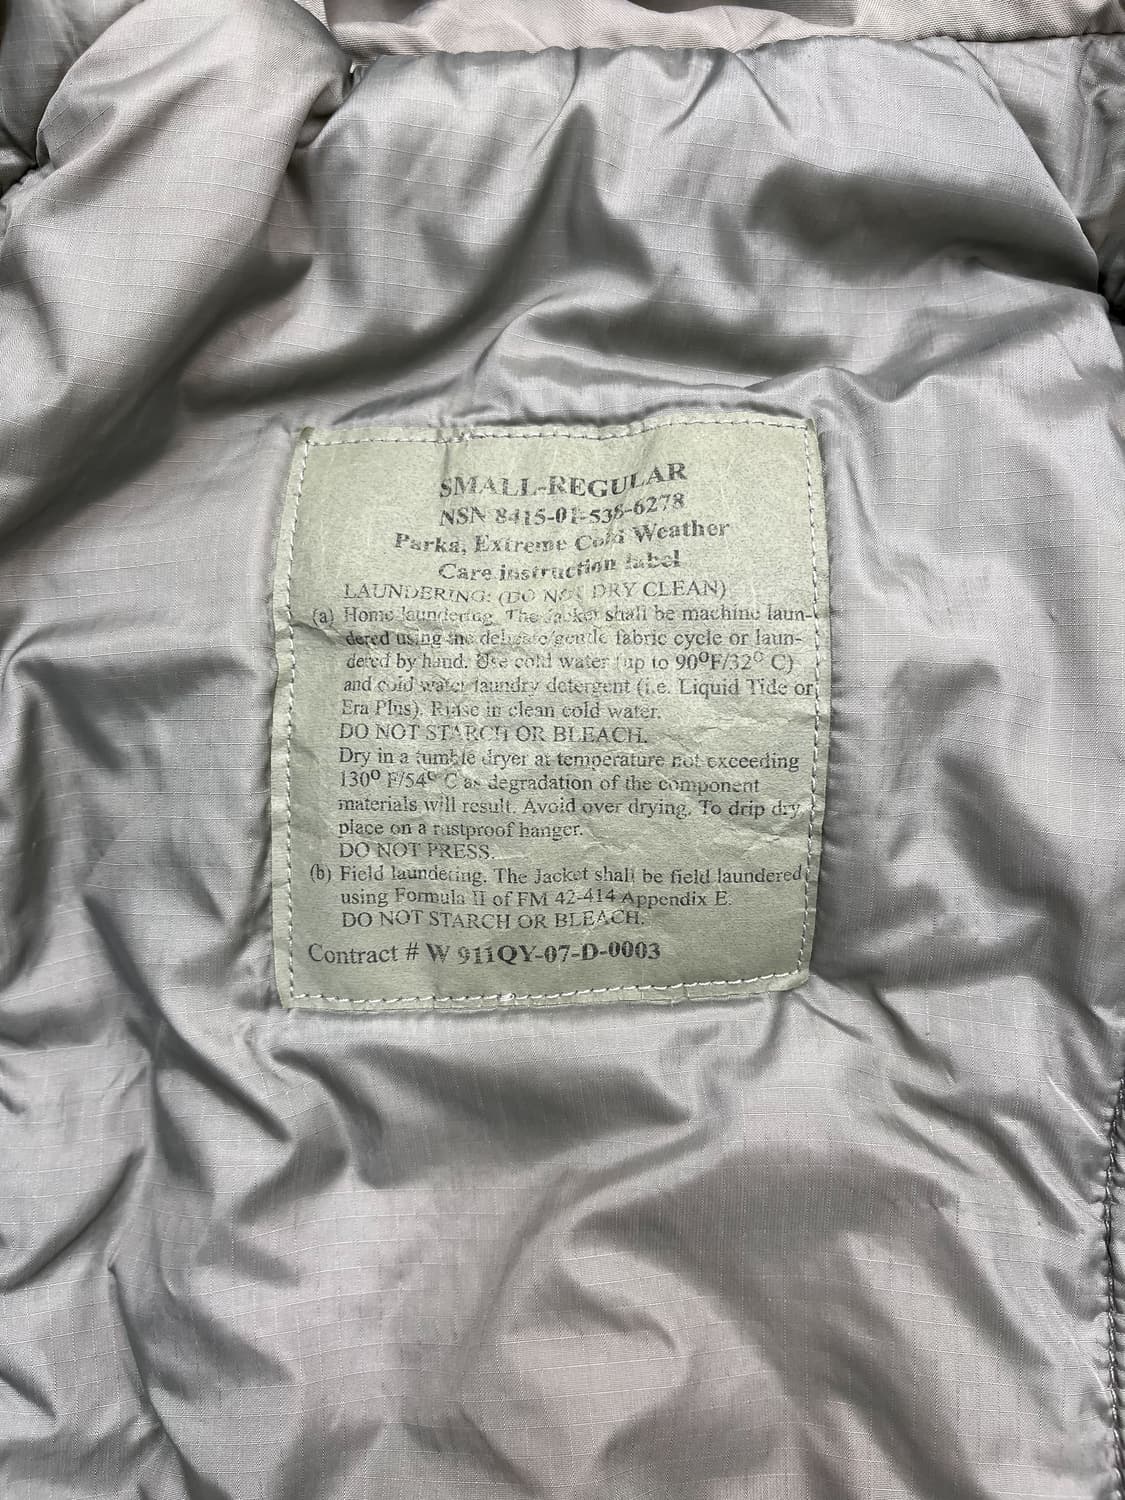 SMALL-REGULAR
NSN 8415-01-538-6278
Parka, Extreme Cold Weather
Care instruction label
LAUNDERING: (DO NOT DRY CLEAN)
(a) Home laundering. The Jacket shall be machine laun-
dered using the delicate/gentle fabric cycle or laun-
dered by hand. Use cold water (up to 90⁰F/32⁰ C)
and cold water laundry detergent (i.e. Liquid Tide or
Era Plus). Rinse in clean cold water.
DO NOT STARCH OR BLEACH.
Dry in a tumble dryer at temperature not exceeding
130⁰ F/54⁰ C as degradation of the component
materials will result. Avoid over drying. To drip dry,
place on a rustproof hanger.
DO NOT PRESS.
(b) Field laundering. The Jacket shall be field laundered
using Formula II of FM 42-414 Appendix E.
DO NOT STARCH OR BLEACH.
Contract # W 911QY-07-D-0003